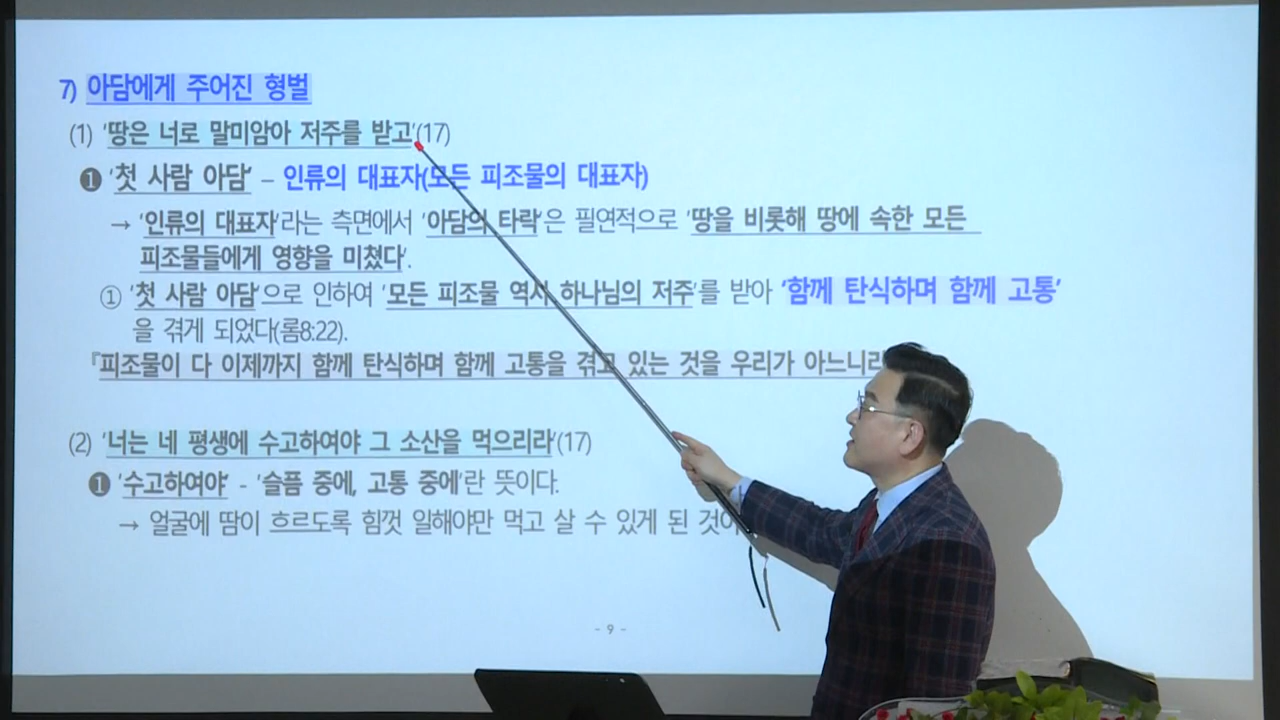 7) 아담에게 주어진 형벌
(1) '땅은 너로 말미암아 저주를 받고'(17)
❶ '첫 사람 아담' – 인류의 대표자(모든 피조물의 대표자)
→ '인류의 대표자'라는 측면에서 '아담의 타락'은 필연적으로 '땅을 비롯해 땅에 속한 모든
피조물들에게 영향을 미쳤다'.
① '첫 사람 아담'으로 인하여 '모든 피조물 역시 하나님의 저주'를 받아 '함께 탄식하며 함께 고통'
을 겪게 되었다(롬8:22).
『피조물이 다 이제까지 함께 탄식하며 함께 고통을 겪고 있는 것을 우리가 아느니라
(2) '너는 네 평생에 수고하여야 그 소산을 먹으리라'(17)
❶ '수고하여야' - '슬픔 중에, 고통 중에'란 뜻이다.
→ 얼굴에 땀이 흐르도록 힘껏 일해야만 먹고 살 수 있게 된 것이
- 9 -